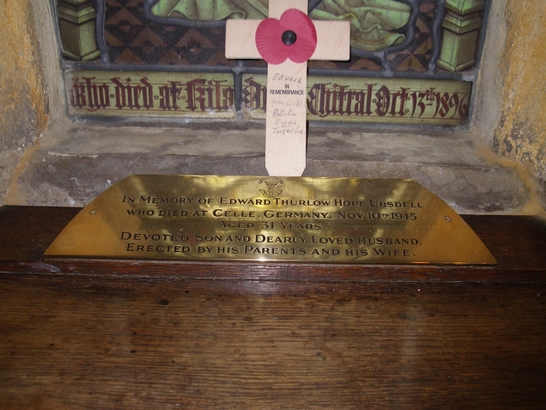 Edward
IN
REMEMBRANCE
who died at Kila Chitral Oct 13th 1896
IN MEMORY OF EDWARD THURLOW HOPE UBSDELL
WHO DIED AT CELLE, GERMANY. NOV. 10TH 1945
AGED 31 YEARS.
DEVOTED SON AND DEARLY LOVED HUSBAND.
ERECTED BY HIS PARENTS AND HIS WIFE.